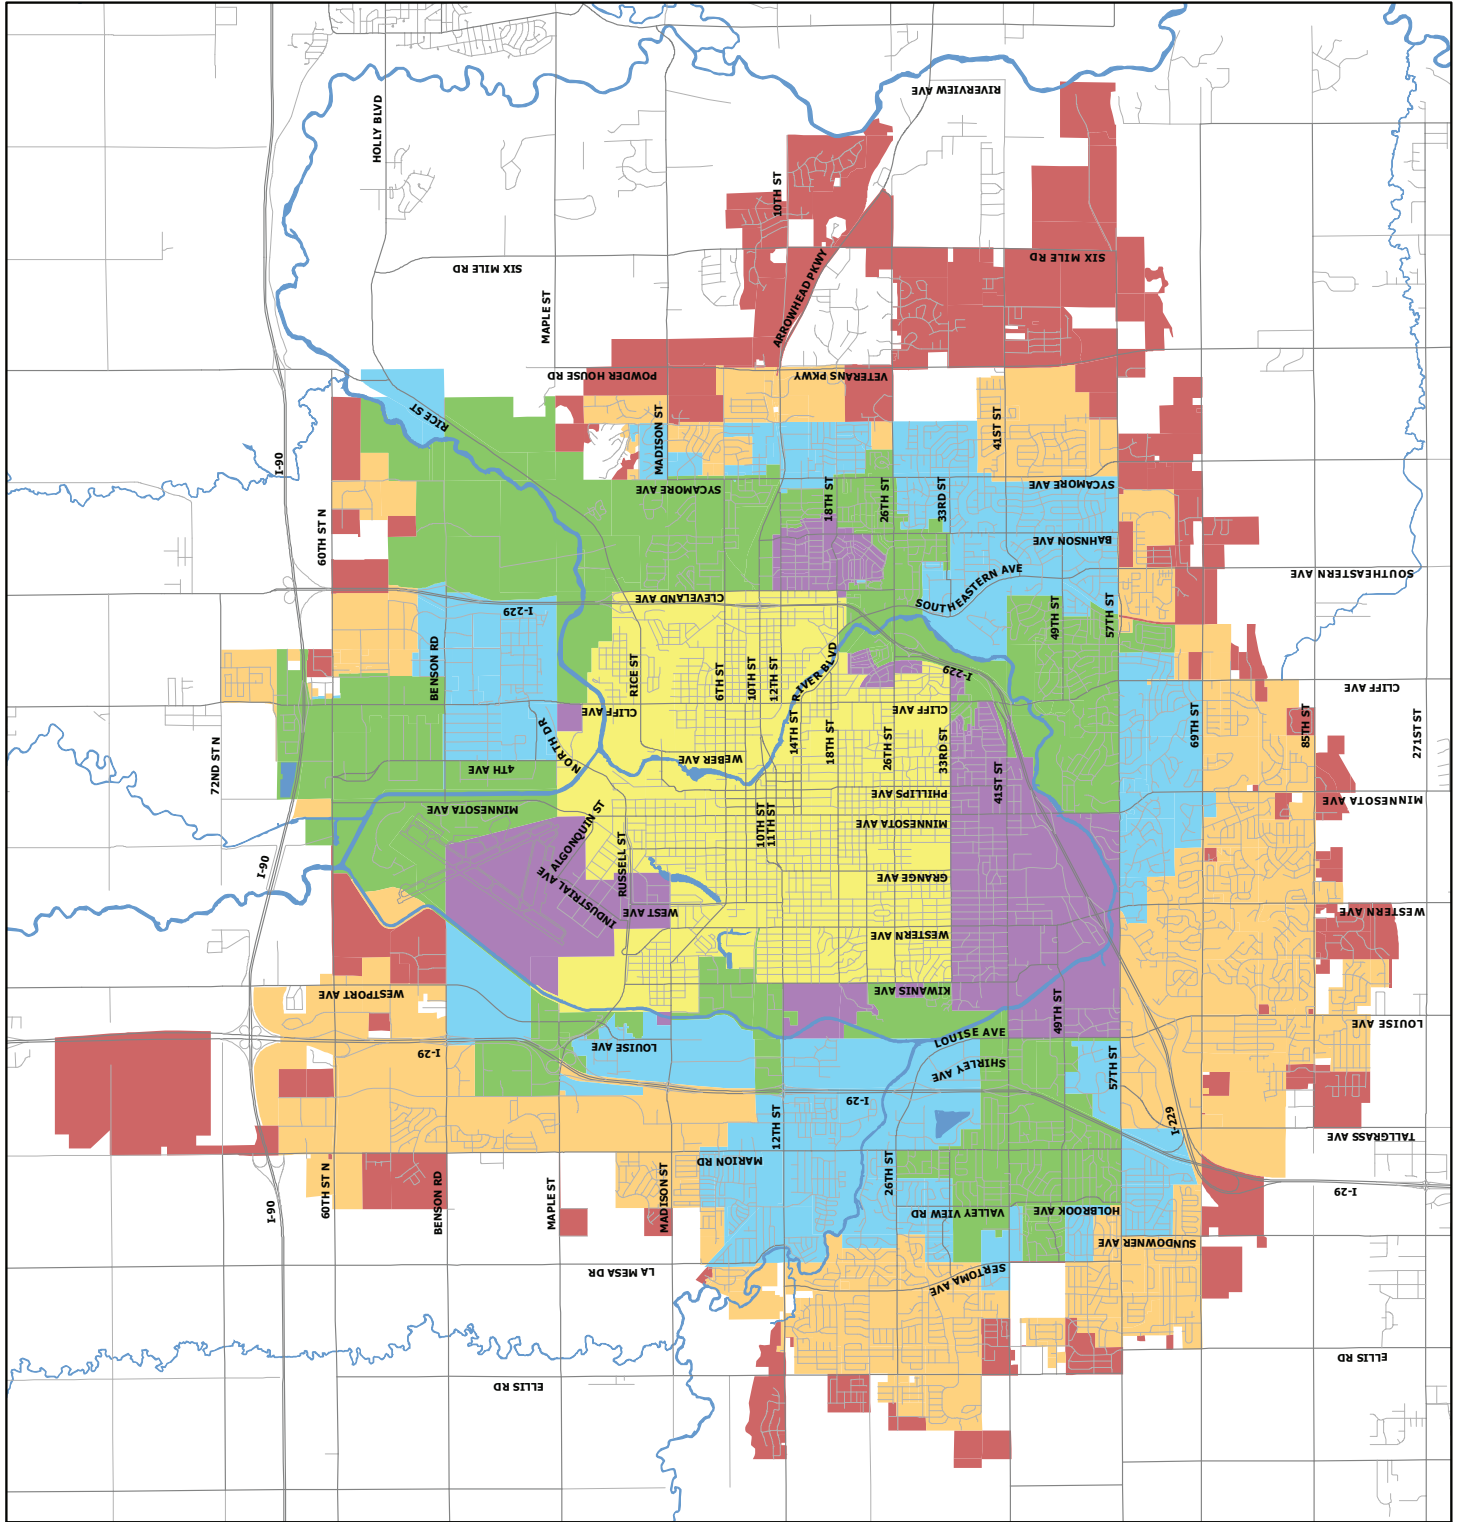 RIVERVIEW AVE
HOLLY BLVD
10TH ST
SIX MILE RD
SIX MILE RD
ARROWHEAD PKWY
MAPLE ST
POWDER HOUSE RD
VETERANS PKWY
RICE ST
MADISON ST
41ST ST
I-90
SYCAMORE AVE
SYCAMORE AVE
18TH ST
26TH ST
33RD ST
60TH ST N
BAHNSON AVE
SOUTHEASTERN AVE
SOUTHEASTERN AVE
CLEVELAND AVE
I-229
49TH ST
57TH ST
BENSON RD
RICE ST
6TH ST
10TH ST
12TH ST
RIVER BLVD
I-229
CLIFF AVE
CLIFF AVE
CLIFF AVE
72ND ST N
NORTH DR
14TH ST
18TH ST
26TH ST
33RD ST
69TH ST
85TH ST
271ST ST
WEBER AVE
4TH AVE
41ST ST
PHILLIPS AVE
MINNESOTA AVE
MINNESOTA AVE
MINNESOTA AVE
10TH ST
11TH ST
ALGONQUIN ST
RUSSELL ST
I-90
GRANGE AVE
INDUSTRIAL AVE
WEST AVE
WESTERN AVE
WESTERN AVE
KIWANIS AVE
WESTPORT AVE
49TH ST
LOUISE AVE
LOUISE AVE
LOUISE AVE
I-29
SHIRLEY AVE
57TH ST
I-29
12TH ST
I-229
TALLGRASS AVE
MARION RD
26TH ST
60TH ST N
BENSON RD
MAPLE ST
MADISON ST
I-90
I-29
VALLEY VIEW RD
HOLBROOK AVE
SUNDOWNER AVE
LA MESA DR
SERTOMA AVE
ELLIS RD
ELLIS RD